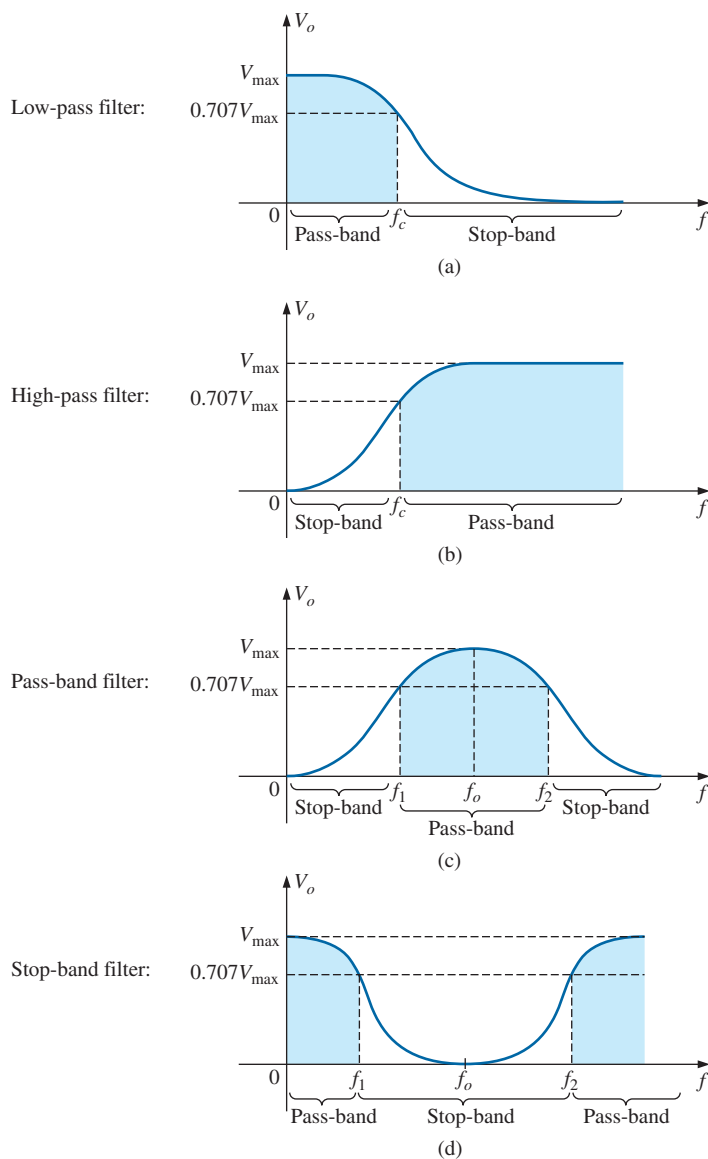 V_o
V_max
Low-pass filter: 0.707V_max
0 f_c f
Pass-band Stop-band
(a)
V_o
V_max
High-pass filter: 0.707V_max
0 f_c f
Stop-band Pass-band
(b)
V_o
V_max
Pass-band filter: 0.707V_max
0 f_1 f_o f_2 f
Stop-band Stop-band
Pass-band
(c)
V_o
V_max
Stop-band filter: 0.707V_max
0 f_1 f_o f_2 f
Pass-band Stop-band Pass-band
(d)